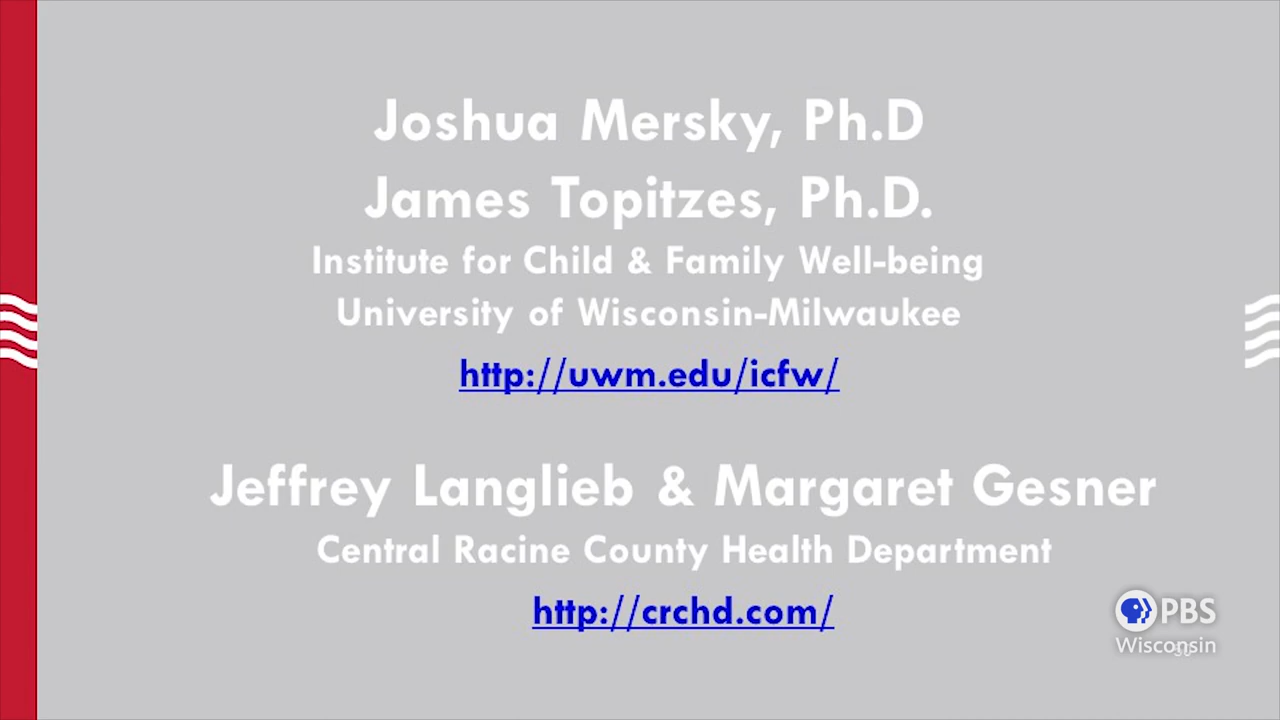 Joshua Mersky, Ph.D
James Topitzes, Ph.D.
Institute for Child & Family Well-being
University of Wisconsin-Milwaukee
http://uwm.edu/icfw/
Jeffrey Langlieb & Margaret Gesner
Central Racine County Health Department
http://crchd.com/
PBS
Wisconsin